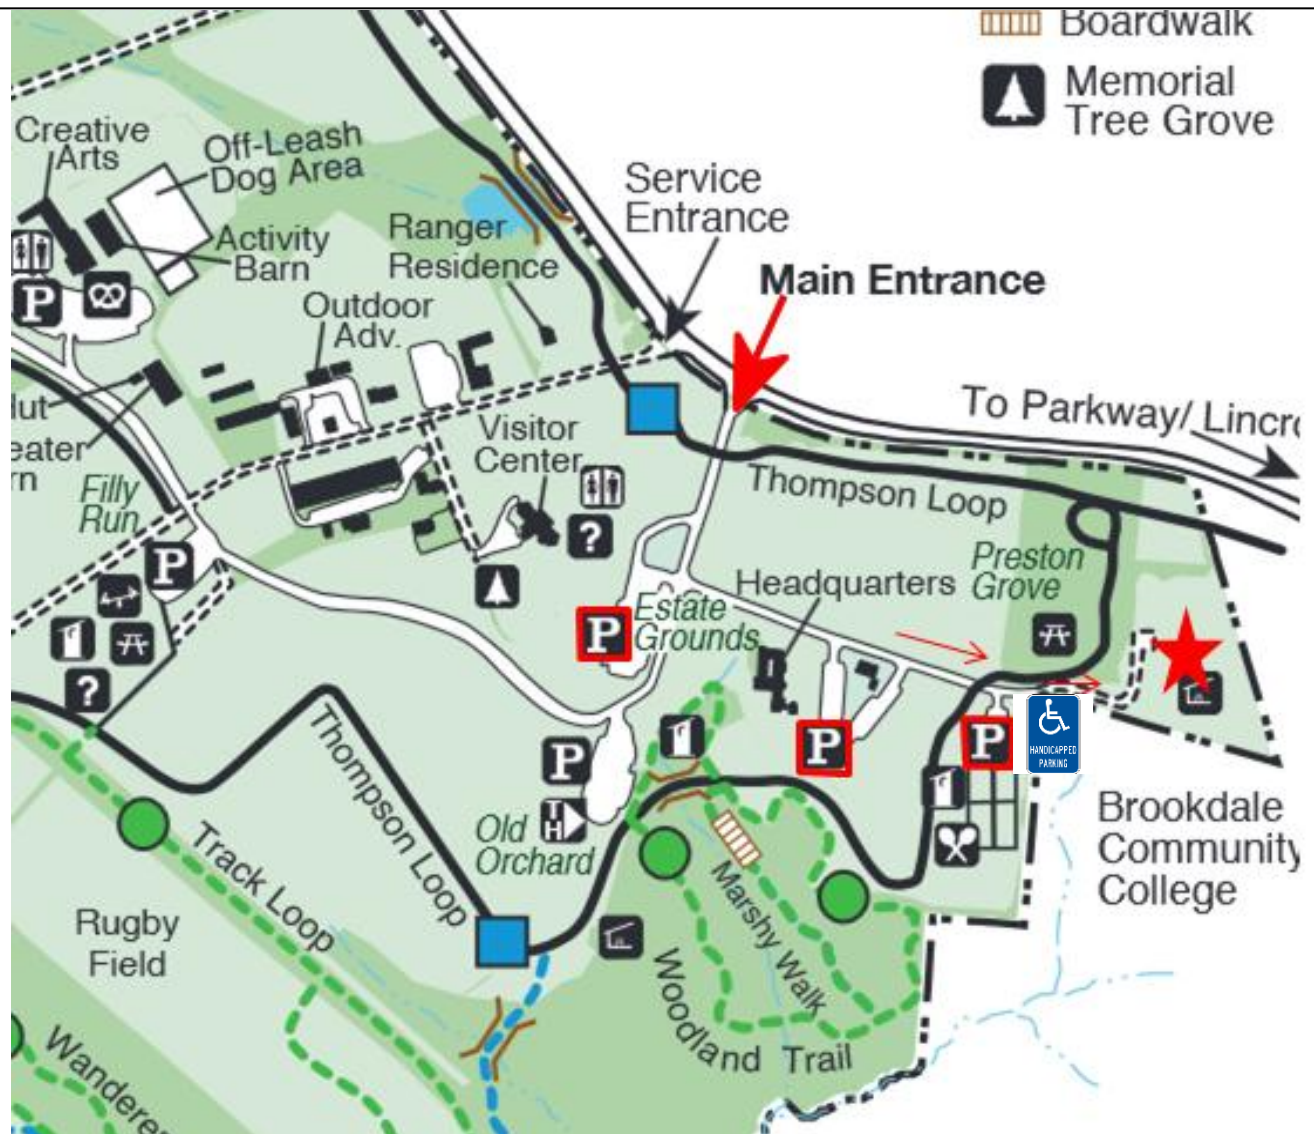 Boardwalk
Memorial
Tree Grove
Creative
Arts
Off-Leash
Dog Area
Service
Entrance
Activity
Barn
Ranger
Residence
Main Entrance
Outdoor
Adv.
To Parkway/
Visitor
Center
Filly
Run
Thompson Loop
Preston
Grove
Headquarters
Estate
Grounds
P
P
P
P
P
P
?
?
HANDICAPPED
PARKING
TH
Thompson Loop
Old
Orchard
Track Loop
Rugby
Field
Marshy Walk
Woodland Trail
Brookdale
Community
College